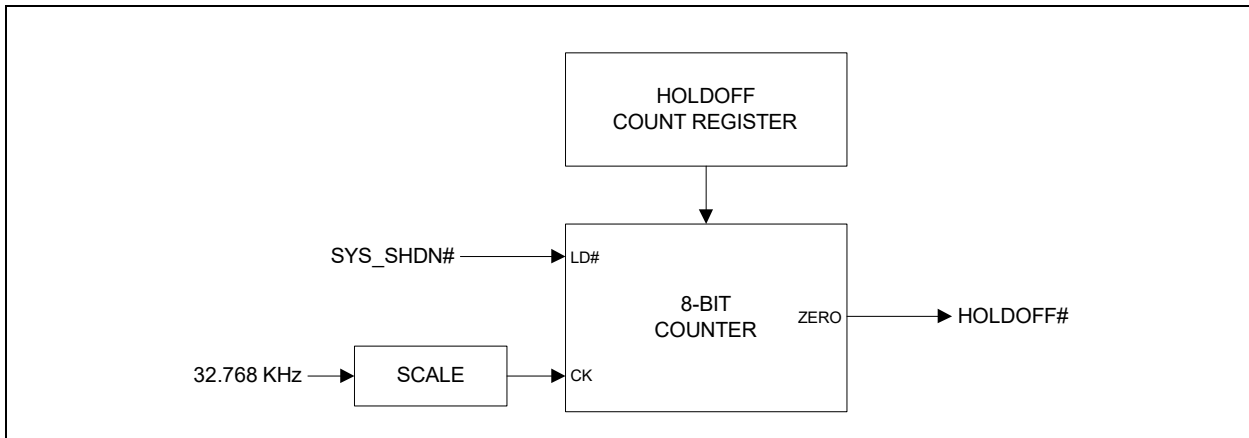 HOLDOFF
COUNT REGISTER
SYS_SHDN#
LD#
8-BIT
COUNTER
ZERO
HOLDOFF#
32.768 KHz
SCALE
CK